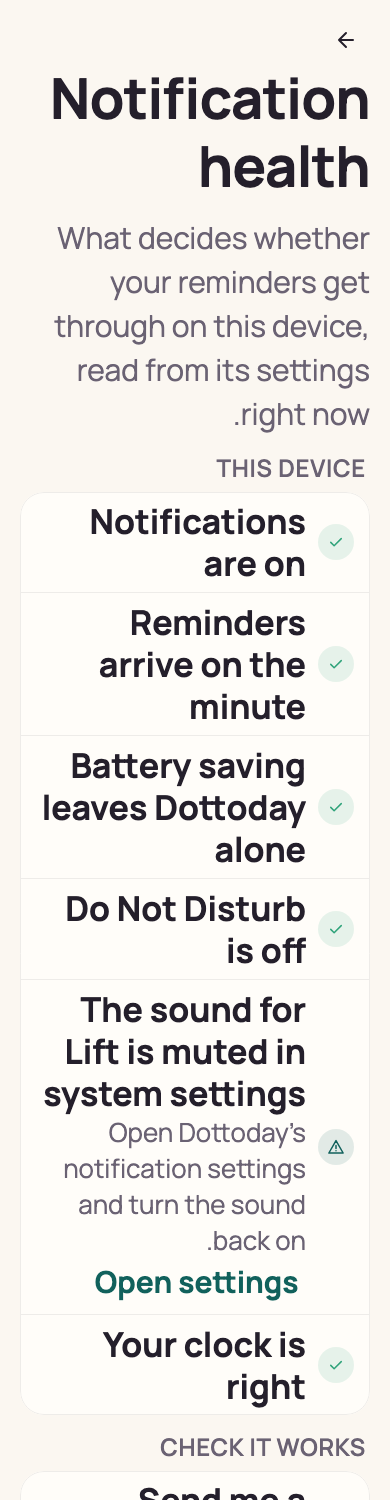 Notification
health
What decides whether
your reminders get
through on this device,
read from its settings
.right now
THIS DEVICE
Notifications
are on
Reminders
arrive on the
minute
Battery saving
leaves Dottoday
alone
Do Not Disturb
is off
The sound for
Lift is muted in
system settings
Open Dottoday's
notification settings
and turn the sound
.back on
Open settings
Your clock is
right
CHECK IT WORKS
Send me a